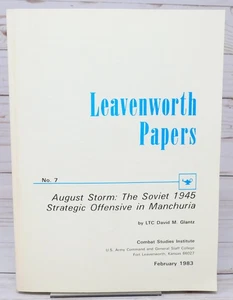 Leavenworth
Papers
No. 7
August Storm: The Soviet 1945
Strategic Offensive in Manchuria
by LTC David M. Glantz
Combat Studies Institute
U.S. Army Command and General Staff College
Fort Leavenworth, Kansas 66027
February 1983